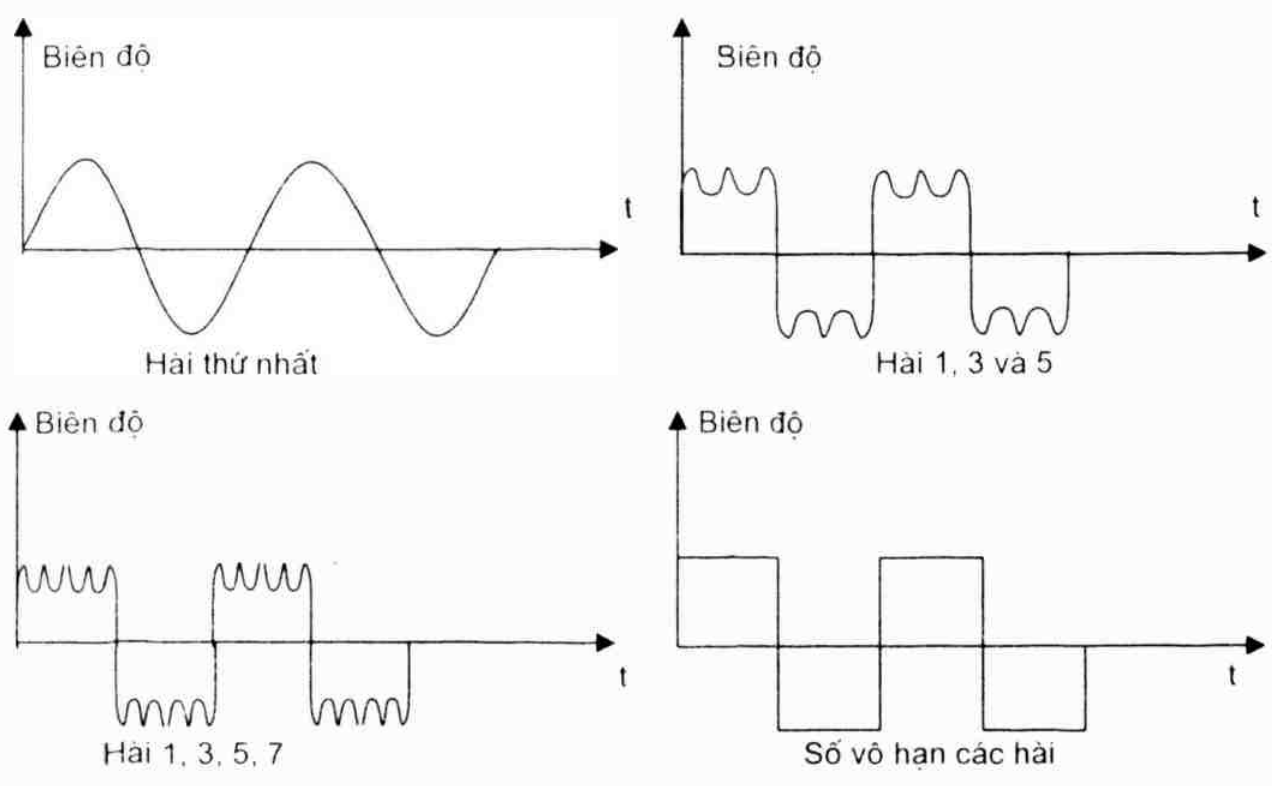 Biên độ
t
Hài thứ nhất
Biên độ
t
Hài 1, 3 và 5
Biên độ
t
Hài 1, 3, 5, 7
Biên độ
t
Số vô hạn các hài